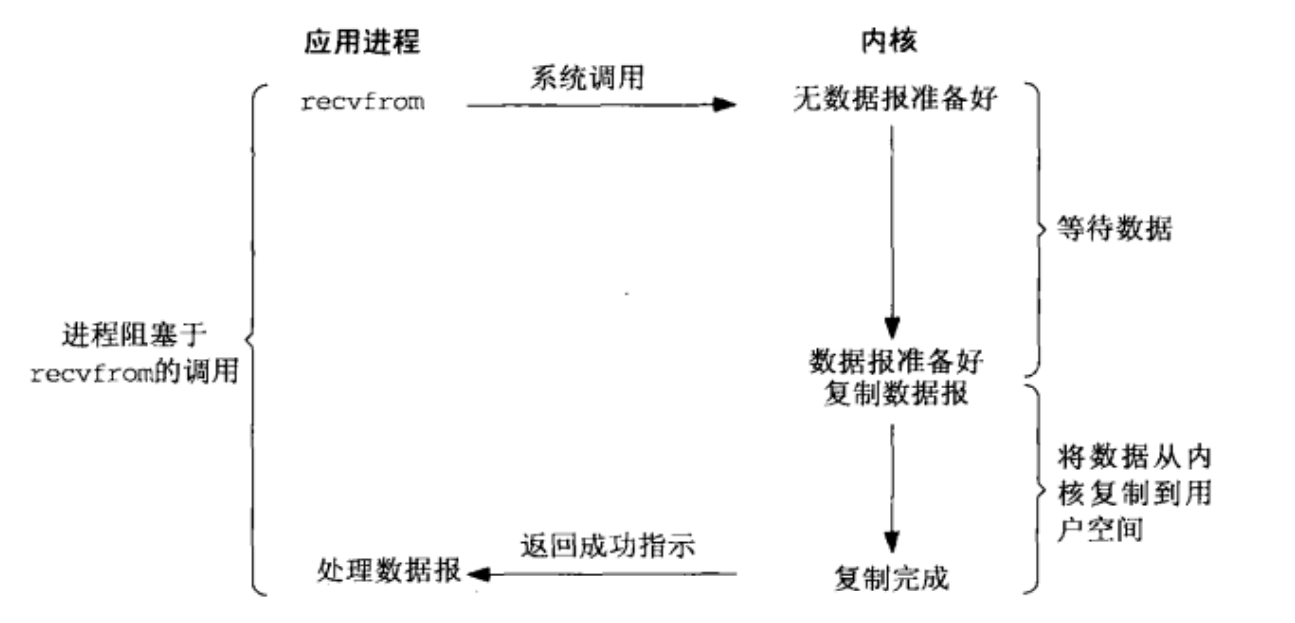 应用进程
内核
系统调用
recvfrom
无数据报准备好
等待数据
进程阻塞于
recvfrom的调用
数据报准备好
复制数据报
将数据从内
核复制到用
户空间
返回成功指示
处理数据报
复制完成